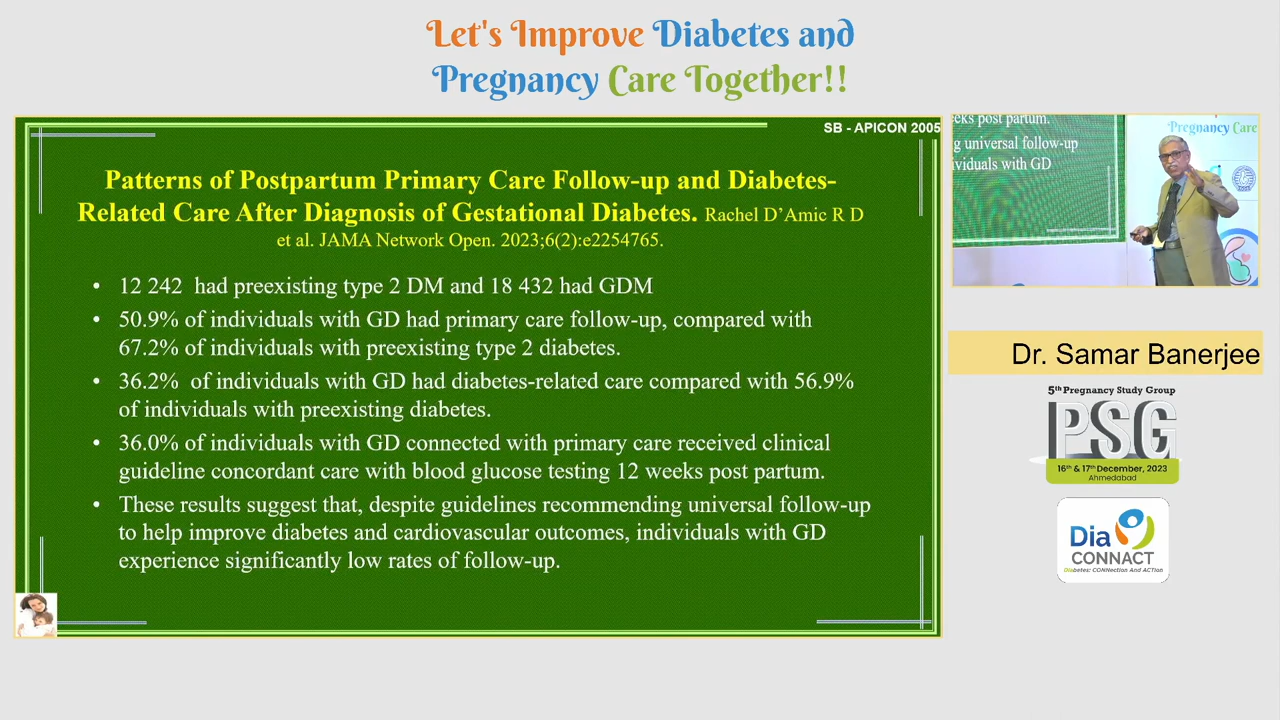 Let's Improve Diabetes and
Pregnancy Care Together!!
SB - APICON 2005
Patterns of Postpartum Primary Care Follow-up and Diabetes-
Related Care After Diagnosis of Gestational Diabetes. Rachel D'Amic R D
et al. JAMA Network Open. 2023;6(2):e2254765.
• 12 242 had preexisting type 2 DM and 18 432 had GDM
• 50.9% of individuals with GD had primary care follow-up, compared with
67.2% of individuals with preexisting type 2 diabetes.
• 36.2% of individuals with GD had diabetes-related care compared with 56.9%
of individuals with preexisting diabetes.
• 36.0% of individuals with GD connected with primary care received clinical
guideline concordant care with blood glucose testing 12 weeks post partum.
• These results suggest that, despite guidelines recommending universal follow-up
to help improve diabetes and cardiovascular outcomes, individuals with GD
experience significantly low rates of follow-up.
eeks post partum.
g universal follow-up
ividuals with GD
Pregnancy Care
Dr. Samar Banerjee
5th Pregnancy Study Group
PSG
16th & 17th December, 2023
Ahmedabad
Dia
CONNACT
Diabetes: CONNection And ACTion